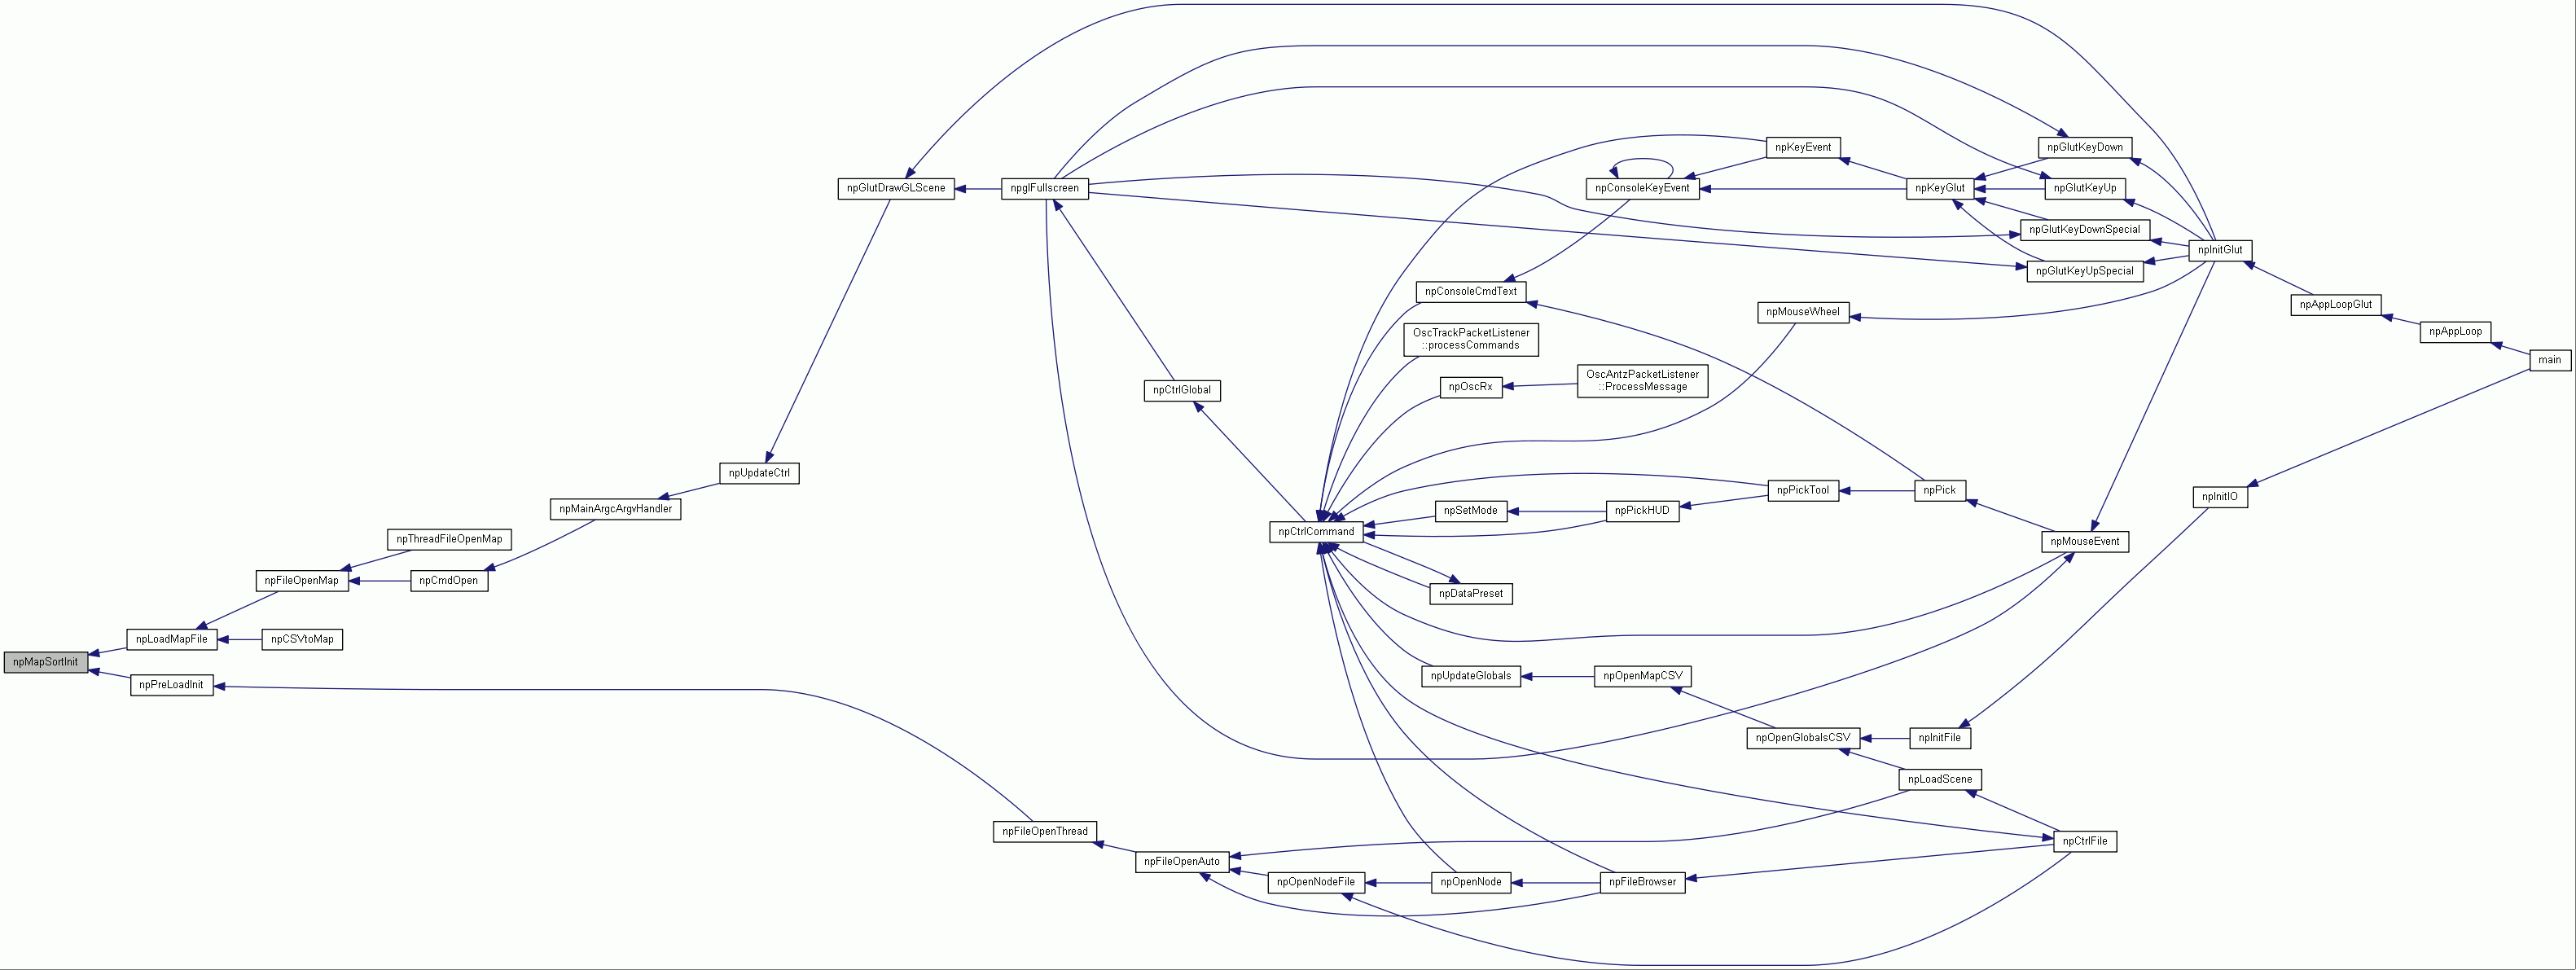 npKeyEvent
npGlutKeyDown
npGlutDrawGLScene
npglFullscreen
npConsoleKeyEvent
npKeyGlut
npGlutKeyUp
npGlutKeyDownSpecial
npInitGlut
npGlutKeyUpSpecial
npConsoleCmdText
npAppLoopGlut
npMouseWheel
npAppLoop
OscTrackPacketListener
::processCommands
main
OscAntzPacketListener
::ProcessMessage
npOscRx
npCtrlGlobal
npUpdateCtrl
npPickTool
npPick
npInitIO
npMainArgcArgvHandler
npSetMode
npPickHUD
npCtrlCommand
npThreadFileOpenMap
npMouseEvent
npFileOpenMap
npCmdOpen
npDataPreset
npLoadMapFile
npCSVtoMap
npMapSortInit
npUpdateGlobals
npOpenMapCSV
npPreLoadInit
npOpenGlobalsCSV
npInitFile
npLoadScene
npFileOpenThread
npCtrlFile
npFileOpenAuto
npOpenNodeFile
npOpenNode
npFileBrowser